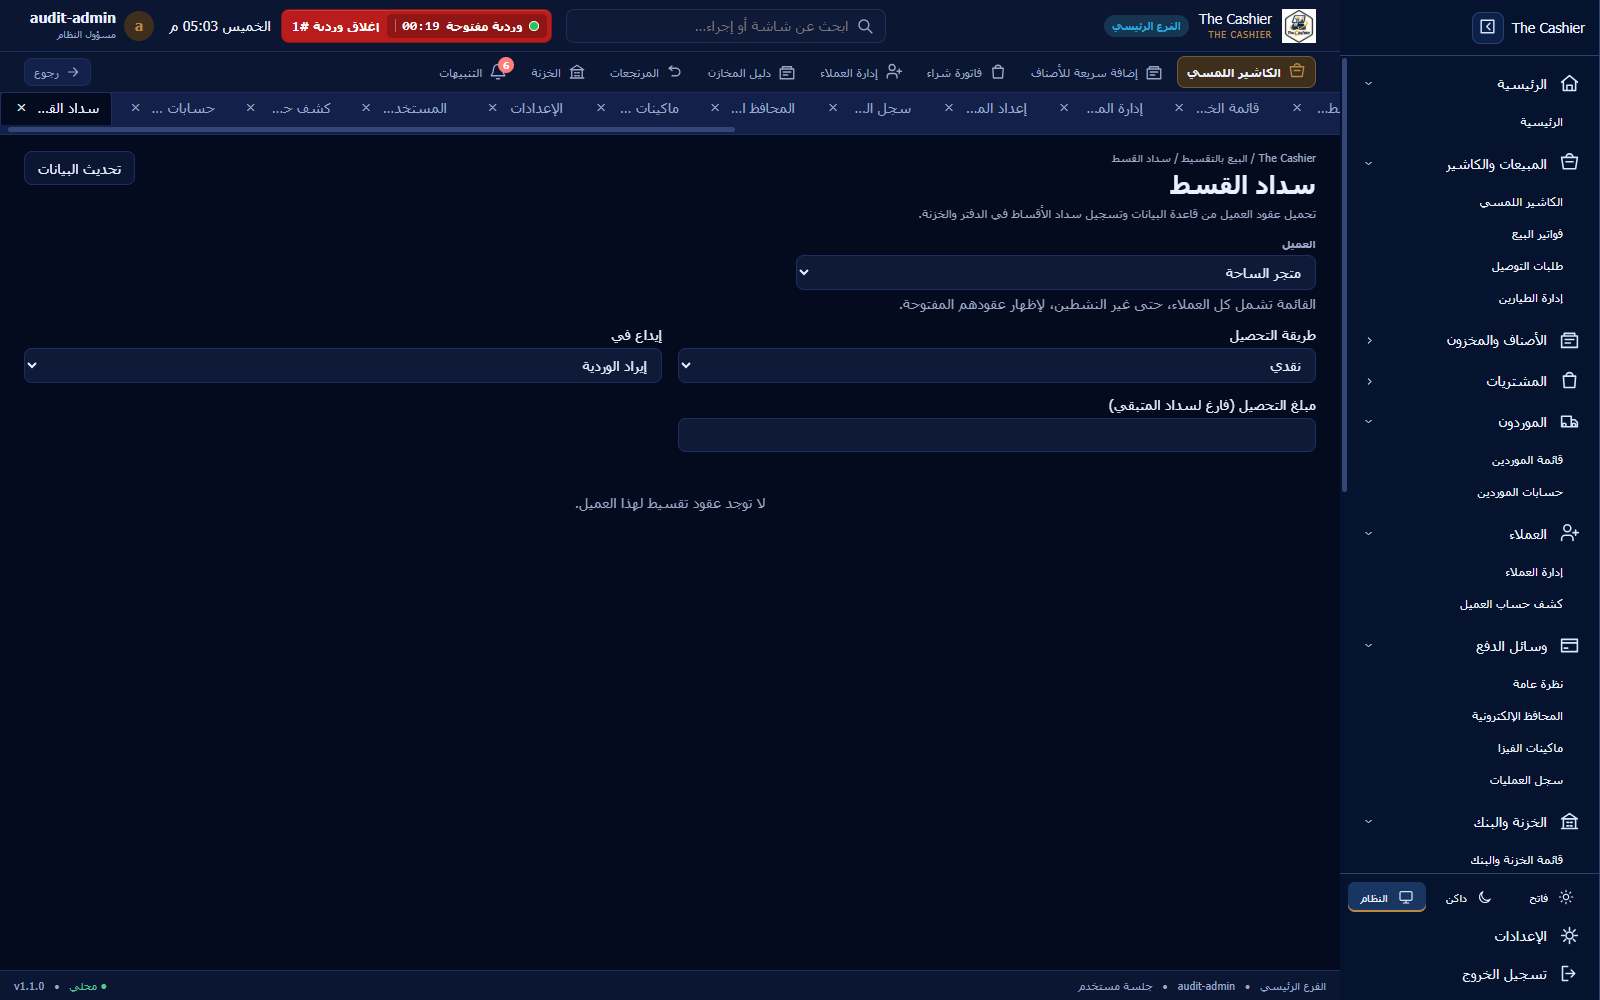 The Cashier
الرئيسية
الرئيسية
المبيعات والكاشير
الكاشير اللمسي
فواتير البيع
طلبات التوصيل
إدارة الطيارين
الأصناف والمخزون
المشتريات
الموردون
قائمة الموردين
حسابات الموردين
العملاء
إدارة العملاء
كشف حساب العميل
وسائل الدفع
نظرة عامة
المحافظ الإلكترونية
ماكينات الفيزا
سجل العمليات
الخزنة والبنك
قائمة الخزنة والبنك
فاتح
داكن
النظام
الإعدادات
تسجيل الخروج
The Cashier
THE CASHIER
الفرع الرئيسي
ابحث عن شاشة أو إجراء...
وردية مفتوحة 00:19
إغلاق وردية #1
الخميس 05:03 م
a
audit-admin
مسؤول النظام
الكاشير اللمسي
إضافة سريعة للأصناف
فاتورة شراء
إدارة العملاء
دليل المخازن
المرتجعات
الخزنة
التنبيهات
6
رجوع
قائمة الخ...
إدارة الم...
إعداد الم...
سجل ال...
المحافظ ا...
ماكينات ...
الإعدادات
المستخد...
كشف ح...
حسابات ...
سداد الق...
The Cashier / البيع بالتقسيط / سداد القسط
سداد القسط
تحميل عقود العميل من قاعدة البيانات وتسجيل سداد الأقساط في الدفتر والخزنة.
تحديث البيانات
العميل
متجر الساحة
القائمة تشمل كل العملاء، حتى غير النشطين، لإظهار عقودهم المفتوحة.
طريقة التحصيل
نقدي
إيداع في
إيراد الوردية
مبلغ التحصيل (فارغ لسداد المتبقي)
لا توجد عقود تقسيط لهذا العميل.
الفرع الرئيسي • audit-admin • جلسة مستخدم
محلي • v1.1.0